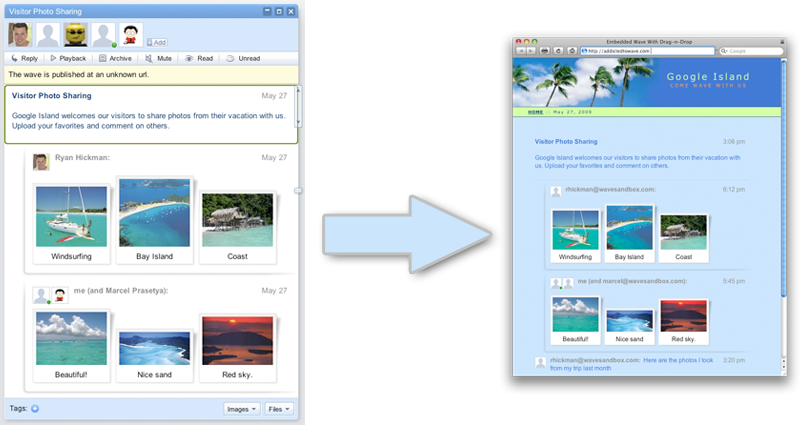 Visitor Photo Sharing
Add
Reply Playback Archive Mute Read Unread
The wave is published at an unknown url.
Visitor Photo Sharing May 27
Google Island welcomes our visitors to share photos from their vacation with us.
Upload your favorites and comment on others.
Ryan Hickman: May 27
Windsurfing Bay Island Coast
me (and Marcel Prasetya): May 27
Beautiful! Nice sand Red sky.
Tags: Images Files
Embedded Wave With Drag-n-Drop
http://addictedtowave.com Google
Google Island
COME WAVE WITH US
HOME :: May 27, 2009
Visitor Photo Sharing 3:06 pm
Google Island welcomes our visitors to share photos from their vacation with
us. Upload your favorites and comment on others.
rhickman@wavesandbox.com: 6:12 pm
Windsurfing Bay Island Coast
me (and marcel@wavesandbox.com): 5:45 pm
Beautiful! Nice sand Red sky.
rhickman@wavesandbox.com: Here are the photos I took 3:20 pm
from my trip last month